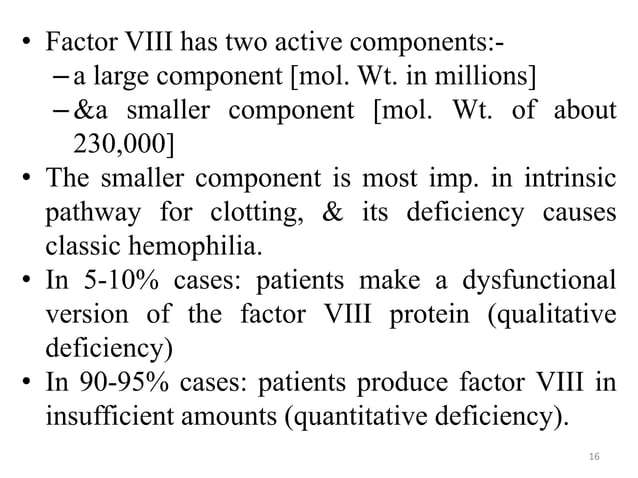 • Factor VIII has two active components:-
–a large component [mol. Wt. in millions]
–&a smaller component [mol. Wt. of about
230,000]
• The smaller component is most imp. in intrinsic
pathway for clotting, & its deficiency causes
classic hemophilia.
• In 5-10% cases: patients make a dysfunctional
version of the factor VIII protein (qualitative
deficiency)
• In 90-95% cases: patients produce factor VIII in
insufficient amounts (quantitative deficiency).
16